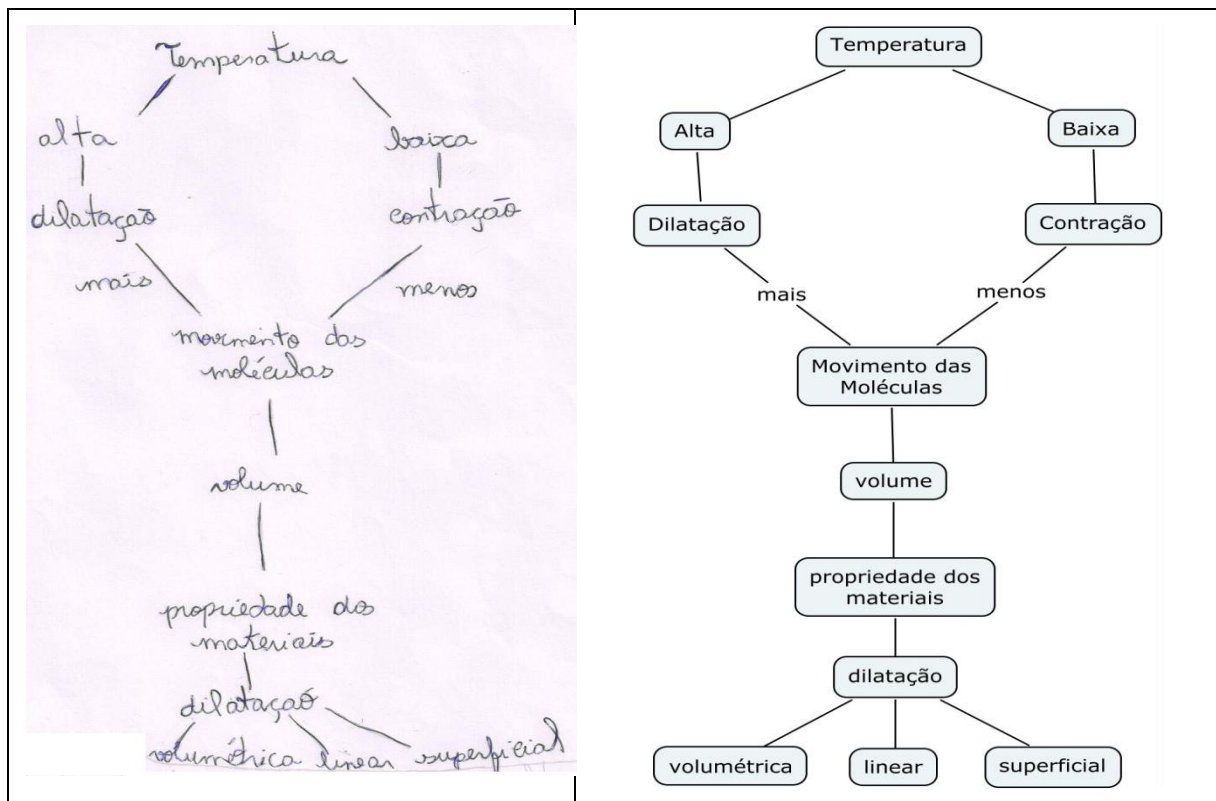 Temperatura
alta baixa
dilatação contração
mais menos
movimento das
moléculas
volume
propriedade dos
materiais
dilatação
volumétrica linear superficial
Temperatura
Alta Baixa
Dilatação Contração
mais menos
Movimento das
Moléculas
volume
propriedade dos
materiais
dilatação
volumétrica linear superficial